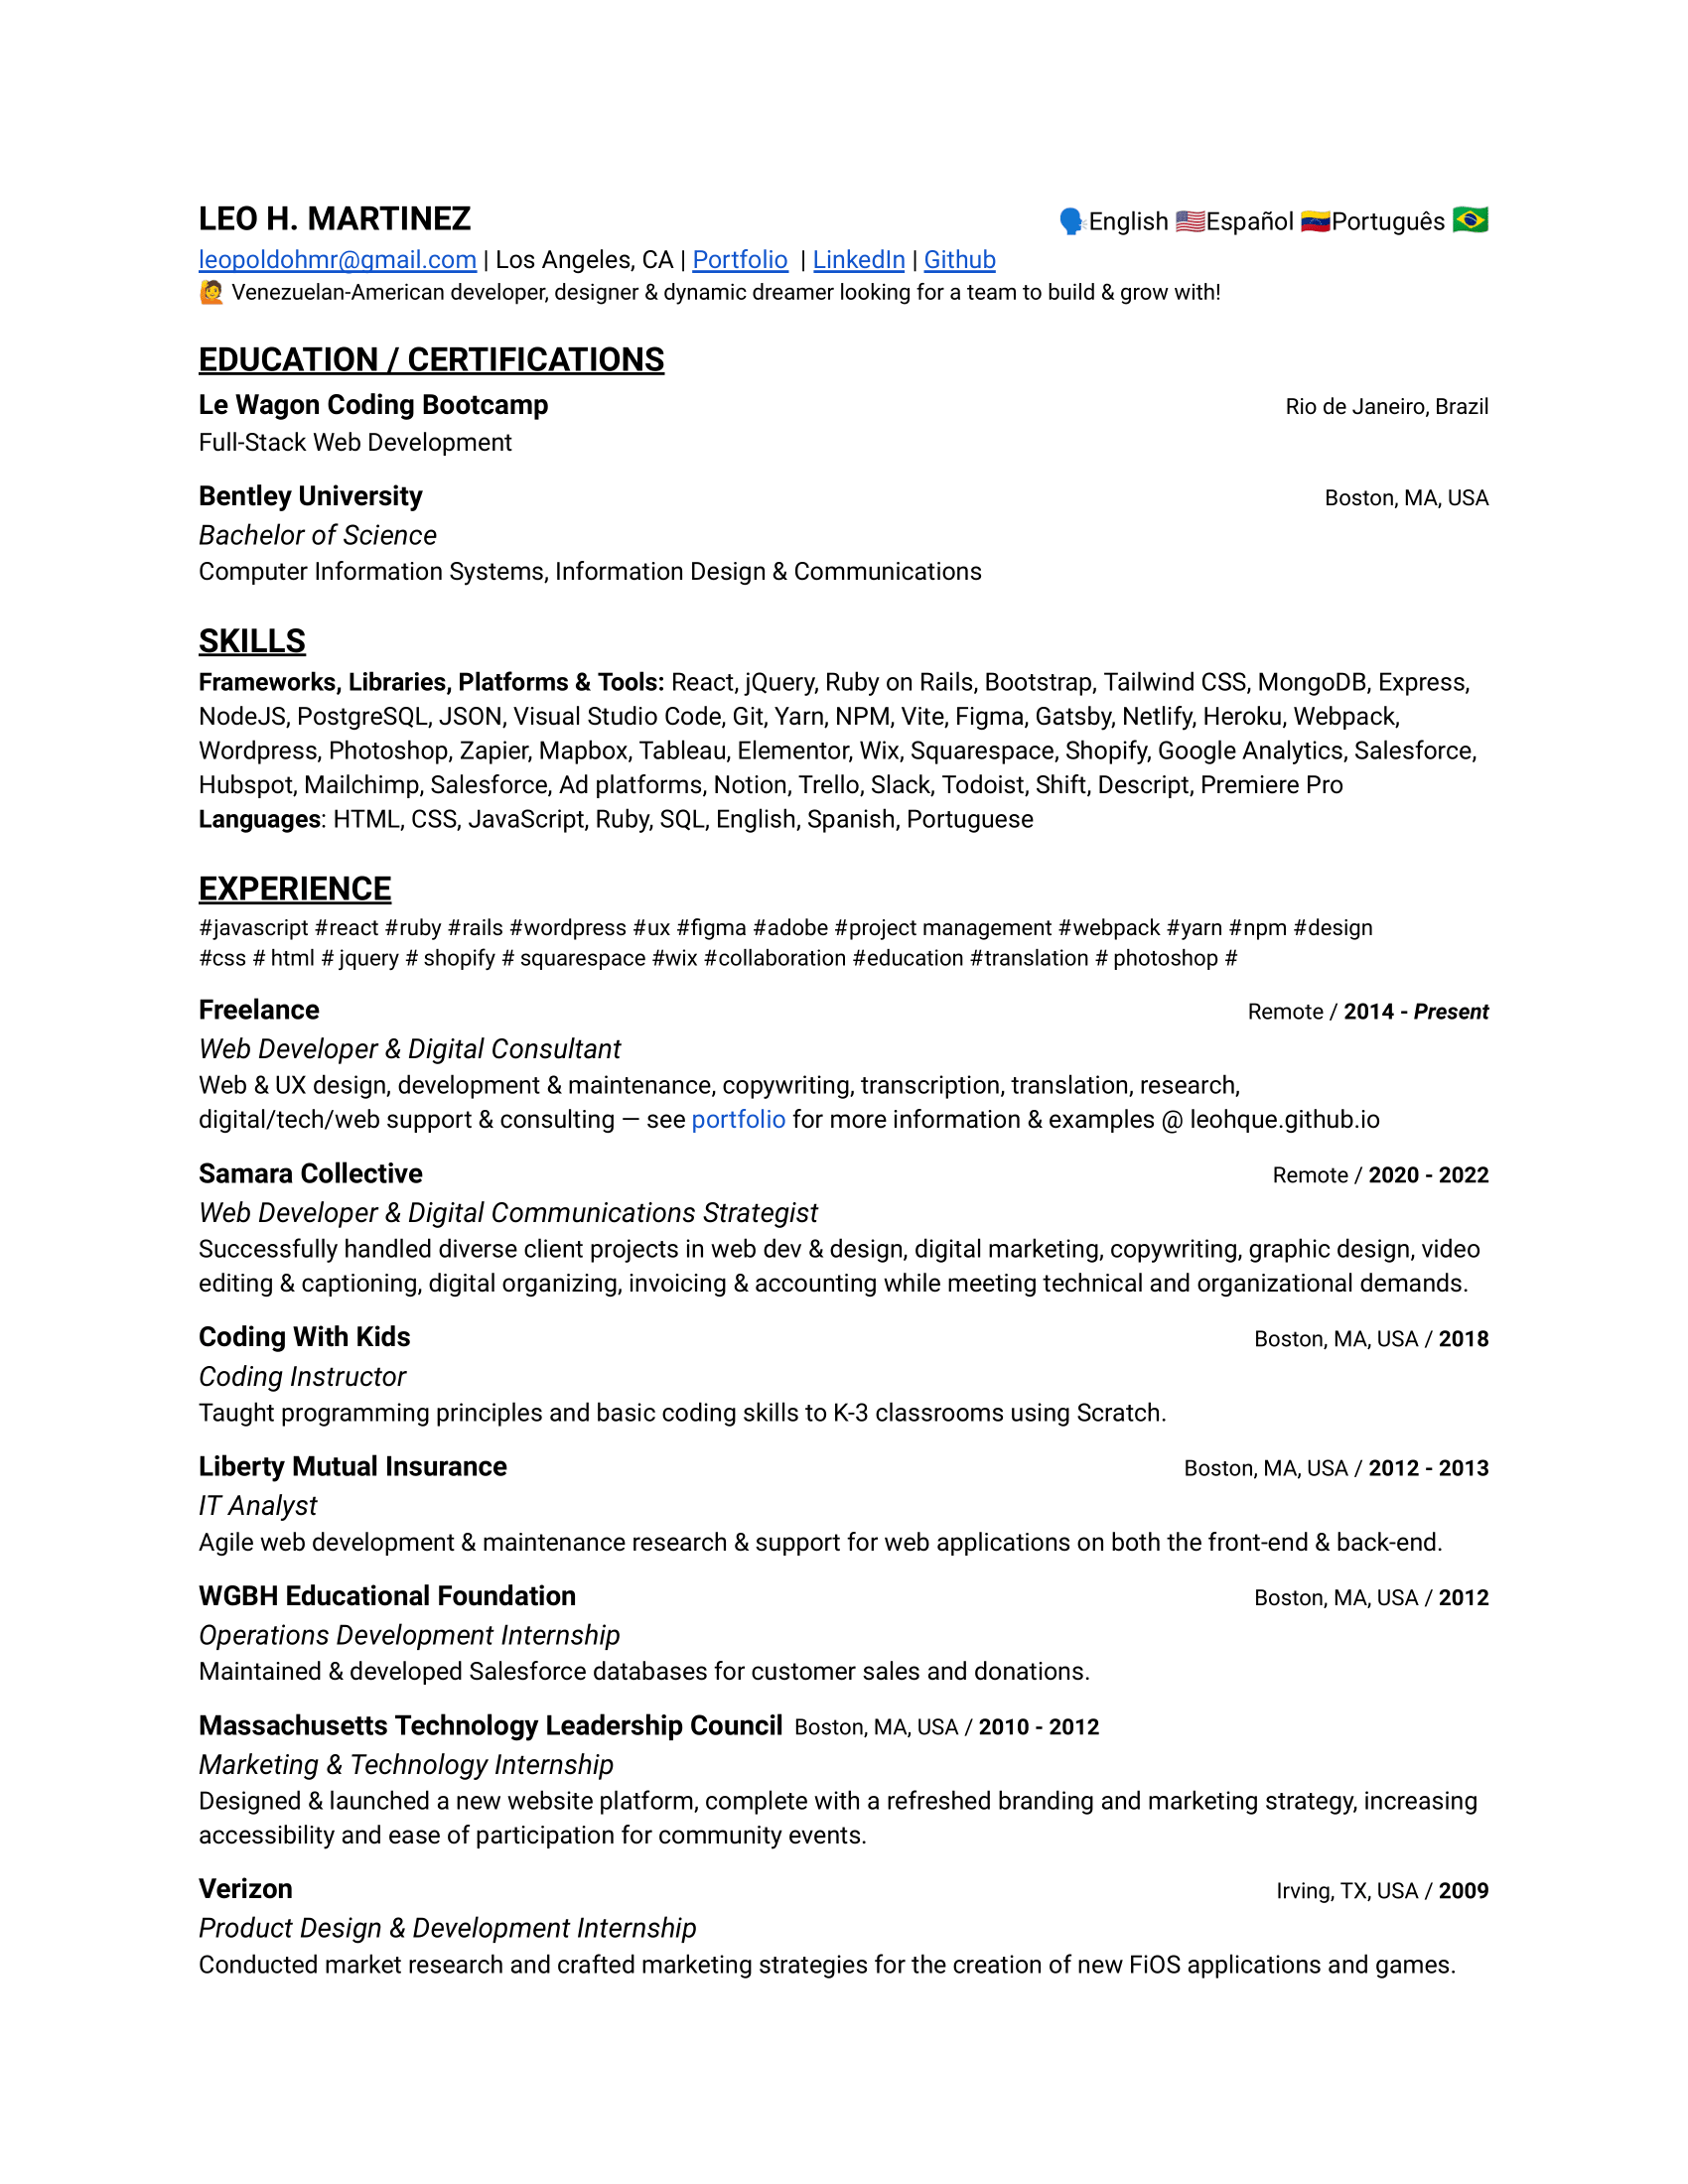 LEO H. MARTINEZ 🗣️English 🇺🇸Español 🇻🇪Português 🇧🇷
leopoldohmr@gmail.com | Los Angeles, CA | Portfolio | LinkedIn | Github
🙋 Venezuelan-American developer, designer & dynamic dreamer looking for a team to build & grow with!
EDUCATION / CERTIFICATIONS
Le Wagon Coding Bootcamp Rio de Janeiro, Brazil
Full-Stack Web Development
Bentley University Boston, MA, USA
Bachelor of Science
Computer Information Systems, Information Design & Communications
SKILLS
Frameworks, Libraries, Platforms & Tools: React, jQuery, Ruby on Rails, Bootstrap, Tailwind CSS, MongoDB, Express,
NodeJS, PostgreSQL, JSON, Visual Studio Code, Git, Yarn, NPM, Vite, Figma, Gatsby, Netlify, Heroku, Webpack,
Wordpress, Photoshop, Zapier, Mapbox, Tableau, Elementor, Wix, Squarespace, Shopify, Google Analytics, Salesforce,
Hubspot, Mailchimp, Salesforce, Ad platforms, Notion, Trello, Slack, Todoist, Shift, Descript, Premiere Pro
Languages: HTML, CSS, JavaScript, Ruby, SQL, English, Spanish, Portuguese
EXPERIENCE
#javascript #react #ruby #rails #wordpress #ux #figma #adobe #project management #webpack #yarn #npm #design
#css # html # jquery # shopify # squarespace #wix #collaboration #education #translation # photoshop #
Freelance Remote / 2014 - Present
Web Developer & Digital Consultant
Web & UX design, development & maintenance, copywriting, transcription, translation, research,
digital/tech/web support & consulting — see portfolio for more information & examples @ leohque.github.io
Samara Collective Remote / 2020 - 2022
Web Developer & Digital Communications Strategist
Successfully handled diverse client projects in web dev & design, digital marketing, copywriting, graphic design, video
editing & captioning, digital organizing, invoicing & accounting while meeting technical and organizational demands.
Coding With Kids Boston, MA, USA / 2018
Coding Instructor
Taught programming principles and basic coding skills to K-3 classrooms using Scratch.
Liberty Mutual Insurance Boston, MA, USA / 2012 - 2013
IT Analyst
Agile web development & maintenance research & support for web applications on both the front-end & back-end.
WGBH Educational Foundation Boston, MA, USA / 2012
Operations Development Internship
Maintained & developed Salesforce databases for customer sales and donations.
Massachusetts Technology Leadership Council Boston, MA, USA / 2010 - 2012
Marketing & Technology Internship
Designed & launched a new website platform, complete with a refreshed branding and marketing strategy, increasing
accessibility and ease of participation for community events.
Verizon Irving, TX, USA / 2009
Product Design & Development Internship
Conducted market research and crafted marketing strategies for the creation of new FiOS applications and games.